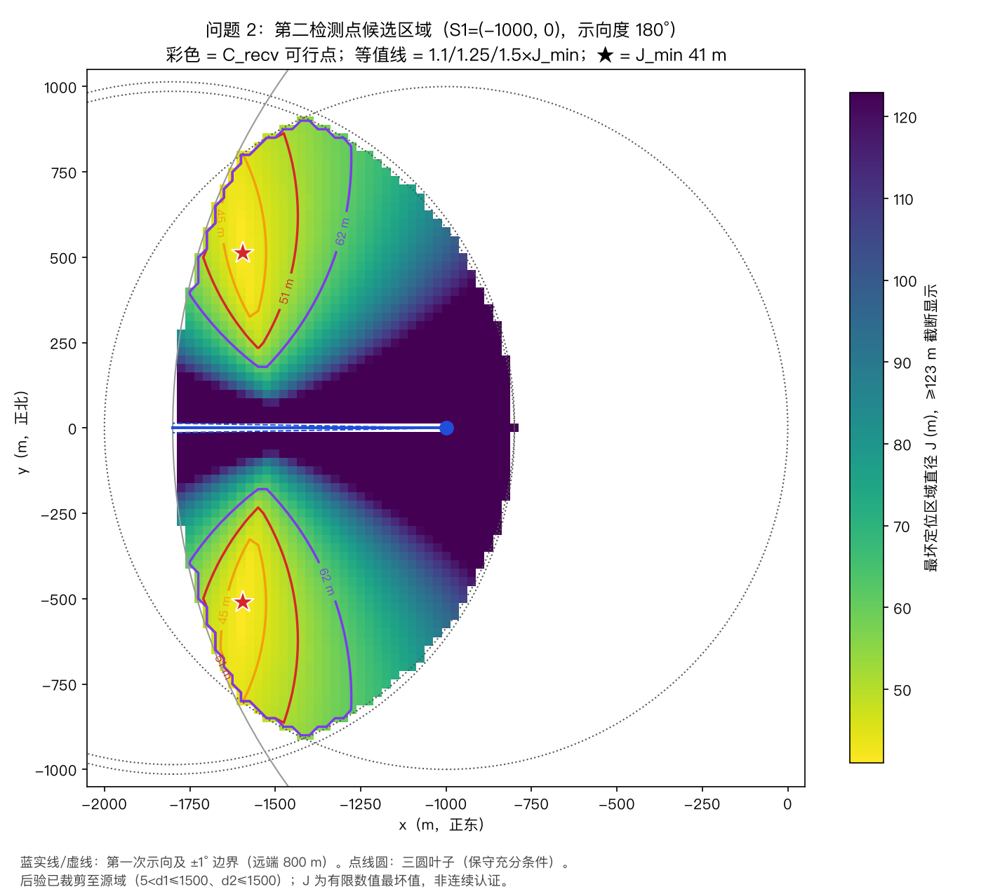 问题 2：第二检测点候选区域（S1=(−1000, 0)，示向度 180°）
彩色 = C_recv 可行点；等值线 = 1.1/1.25/1.5×J_min；★ = J_min 41 m
1000
750
500
250
0
−250
−500
−750
−1000
y（m，正北）
45 m
51 m
62 m
62 m
45 m
51 m
−2000
−1750
−1500
−1250
−1000
−750
−500
−250
0
x（m，正东）
120
110
100
90
80
70
60
50
最坏定位区域直径 J (m)，≥123 m 截断显示
蓝实线/虚线：第一次示向及 ±1° 边界（远端 800 m）。点线圆：三圆叶子（保守充分条件）。
后验已裁剪至源域（5<d1≤1500、d2≤1500）；J 为有限数值最坏值，非连续认证。